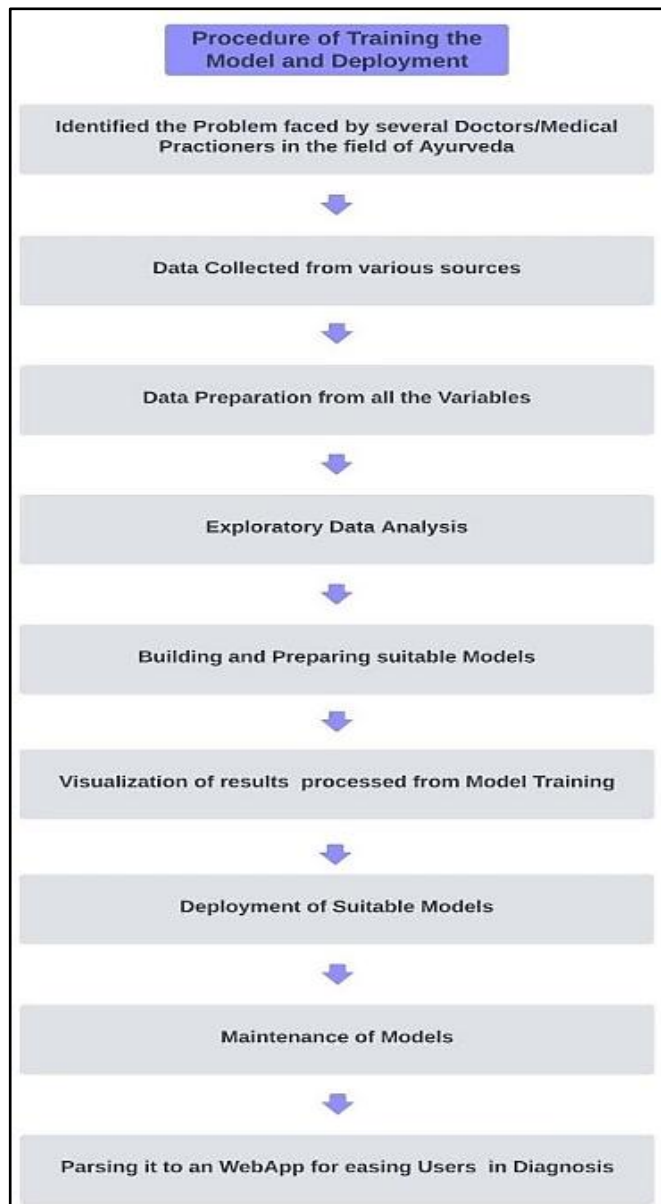 Procedure of Training the
Model and Deployment
Identified the Problem faced by several Doctors/Medical
Practioners in the field of Ayurveda
Data Collected from various sources
Data Preparation from all the Variables
Exploratory Data Analysis
Building and Preparing suitable Models
Visualization of results processed from Model Training
Deployment of Suitable Models
Maintenance of Models
Parsing it to an WebApp for easing Users in Diagnosis